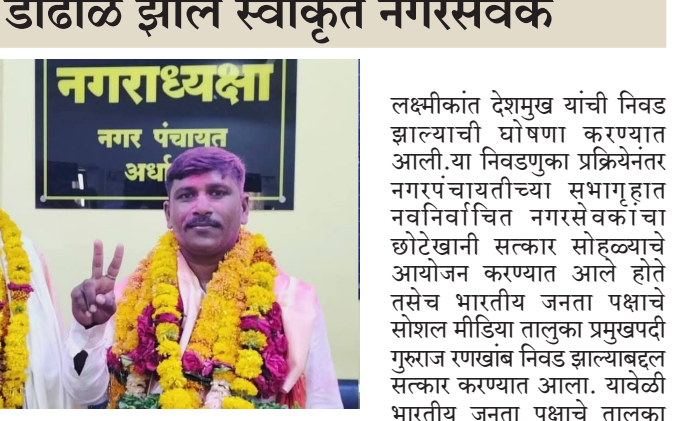 डोढाळे झाले स्वीकृत नगरसेवक
नगराध्यक्षा
नगर पंचायत
लक्ष्मीकांत देशमुख यांची निवड
झाल्याची घोषणा करण्यात
आली.या निवडणुका प्रक्रियेनंतर
नगरपंचायतीच्या सभागृहात
नवनिर्वाचित नगरसेवकांचा
छोटेखानी सत्कार सोहळ्याचे
आयोजन करण्यात आले होते
तसेच भारतीय जनता पक्षाचे
सोशल मीडिया तालुका प्रमुखपदी
गुरुराज रणखांब निवड झाल्याबद्दल
सत्कार करण्यात आला. यावेळी
भारतीय जनता पक्षाचे तालुका